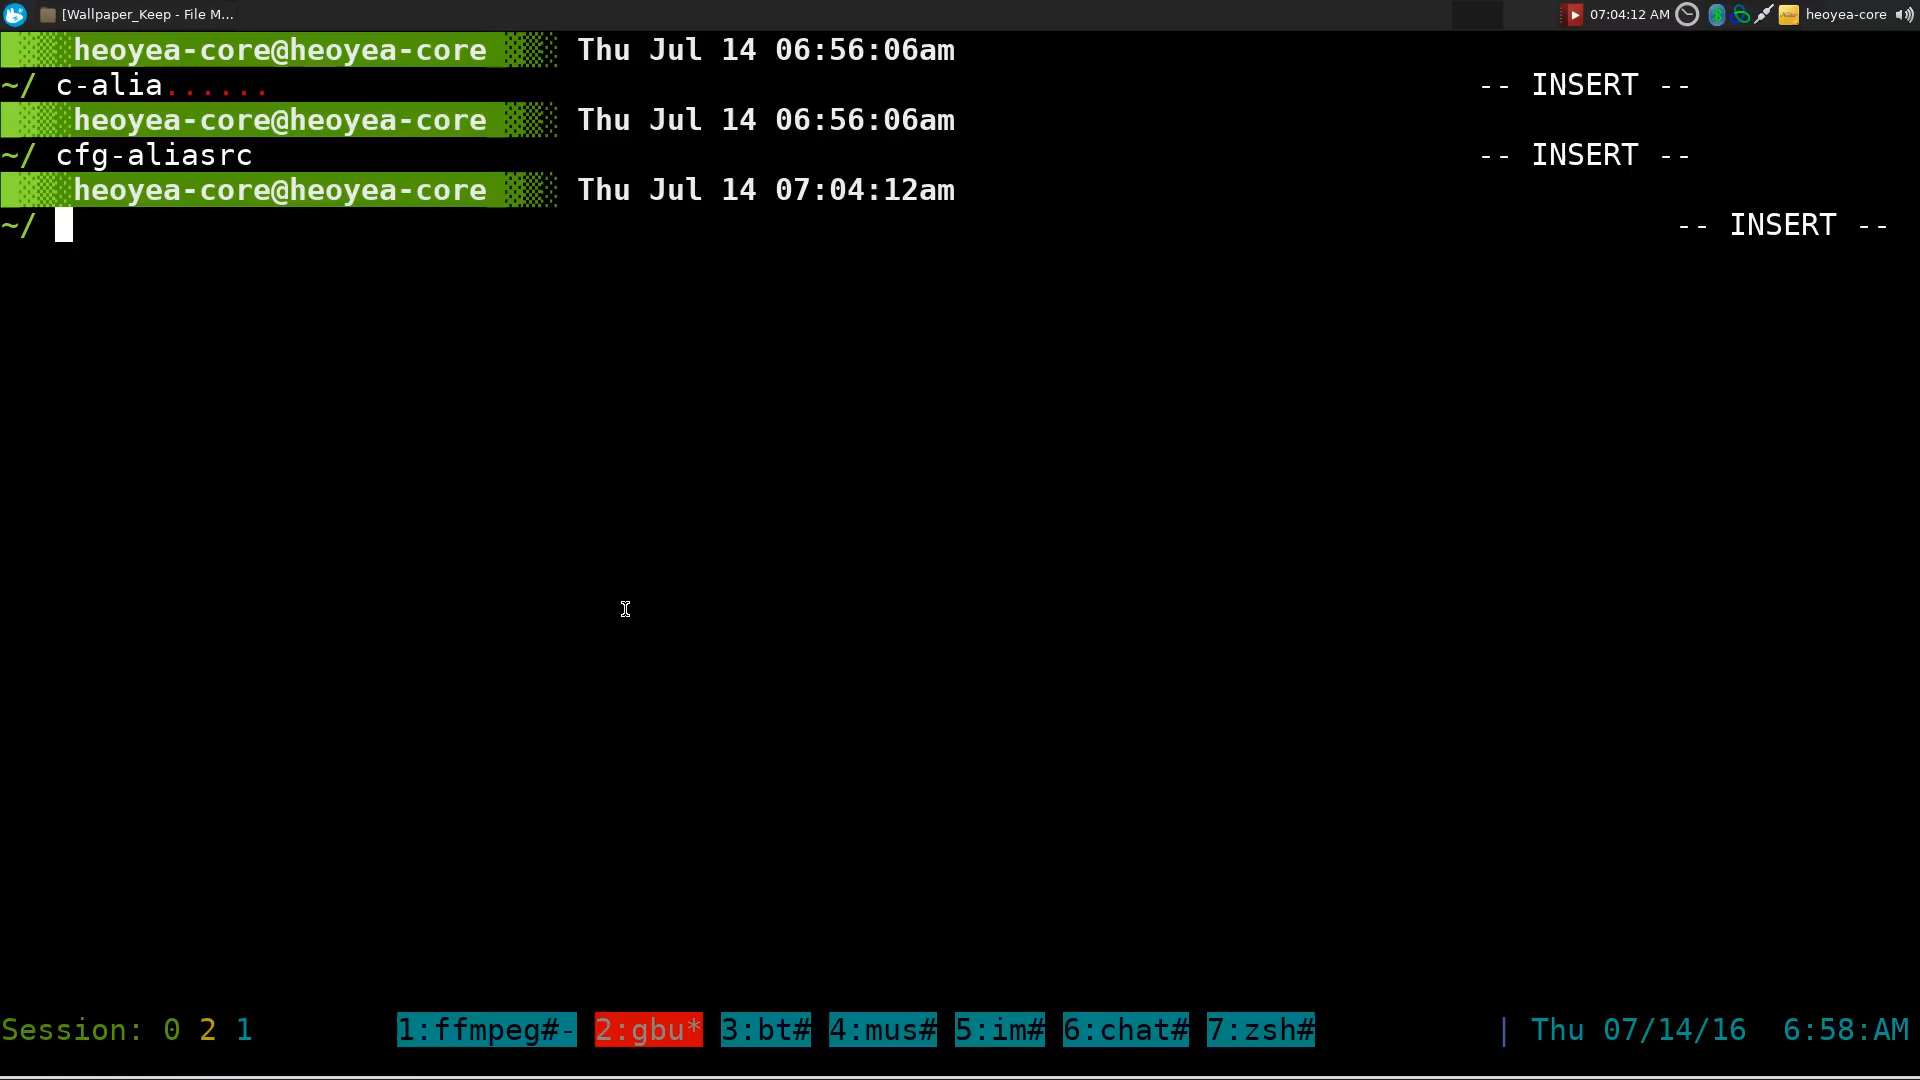 [Wallpaper_Keep - File M... 07:04:12 AM heoyea-core
heoyea-core@heoyea-core Thu Jul 14 06:56:06am
~/ c-alia...... -- INSERT --
heoyea-core@heoyea-core Thu Jul 14 06:56:06am
~/ cfg-aliasrc -- INSERT --
heoyea-core@heoyea-core Thu Jul 14 07:04:12am
~/ -- INSERT --
Session: 0 2 1 1:ffmpeg#- 2:gbu* 3:bt# 4:mus# 5:im# 6:chat# 7:zsh# | Thu 07/14/16 6:58:AM